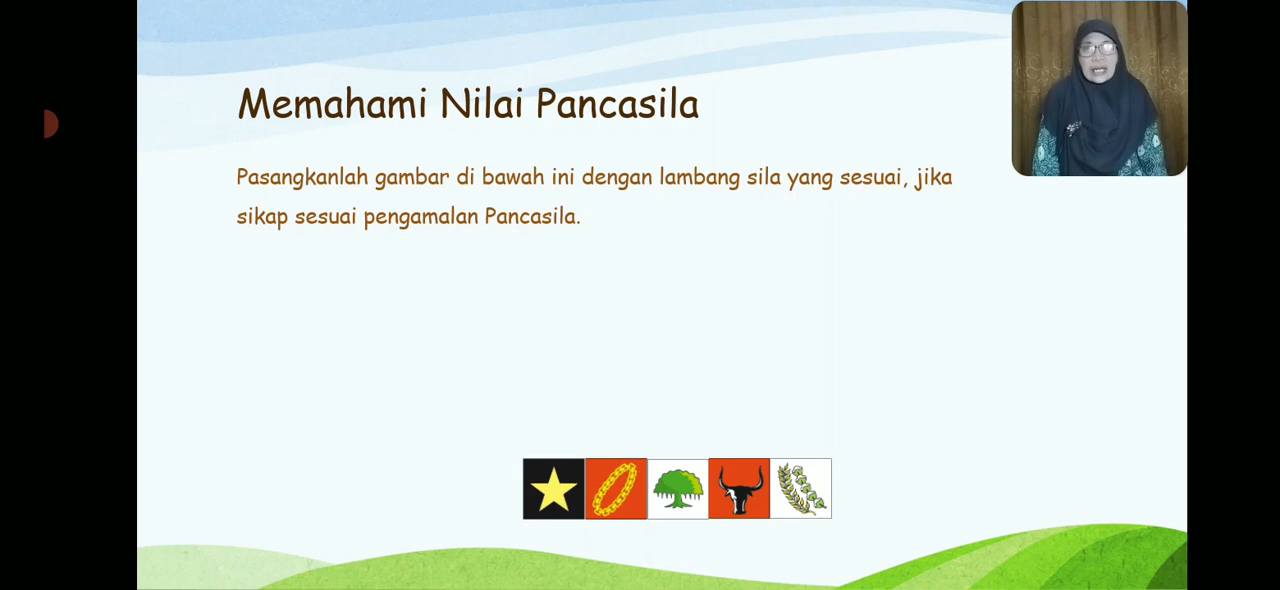 Memahami Nilai Pancasila
Pasangkanlah gambar di bawah ini dengan lambang sila yang sesuai, jika
sikap sesuai pengamalan Pancasila.